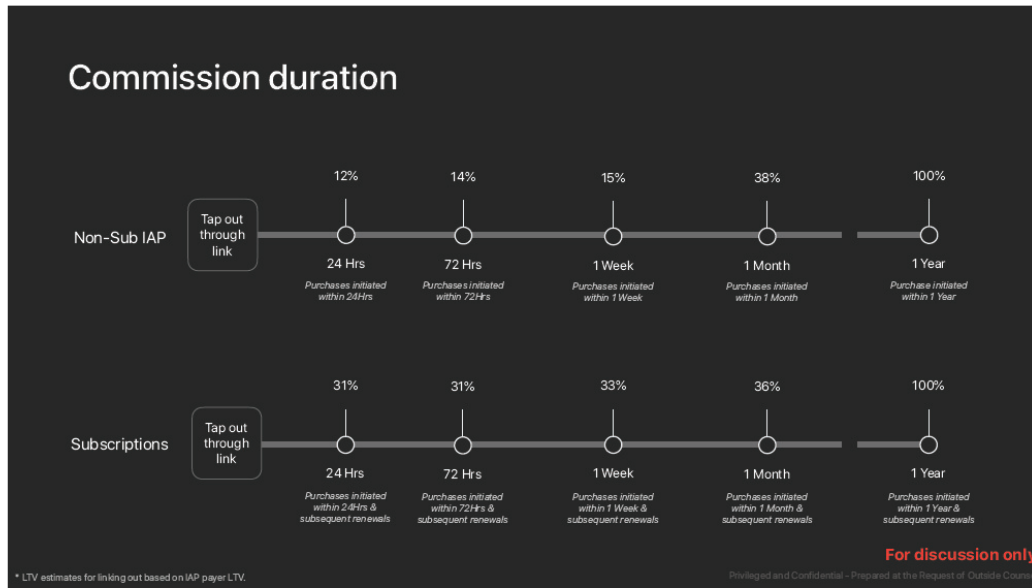 Commission duration
12%
14%
15%
38%
100%
Non-Sub IAP
Tap out
through
link
24 Hrs
72 Hrs
1 Week
1 Month
1 Year
Purchases initiated
within 24Hrs
Purchases initiated
within 72Hrs
Purchases initiated
within 1 Week
Purchases initiated
within 1 Month
Purchase initiated
within 1 Year
31%
31%
33%
36%
100%
Subscriptions
Tap out
through
link
24 Hrs
72 Hrs
1 Week
1 Month
1 Year
Purchases initiated
within 24Hrs &
subsequent renewals
Purchases initiated
within 72Hrs &
subsequent renewals
Purchases initiated
within 1 Week &
subsequent renewals
Purchases initiated
within 1 Month &
subsequent renewals
Purchases initiated
within 1 Year &
subsequent renewals
For discussion only
* LTV estimates for linking out based on IAP payer LTV.
Privileged and Confidential - Prepared at the Request of Outside